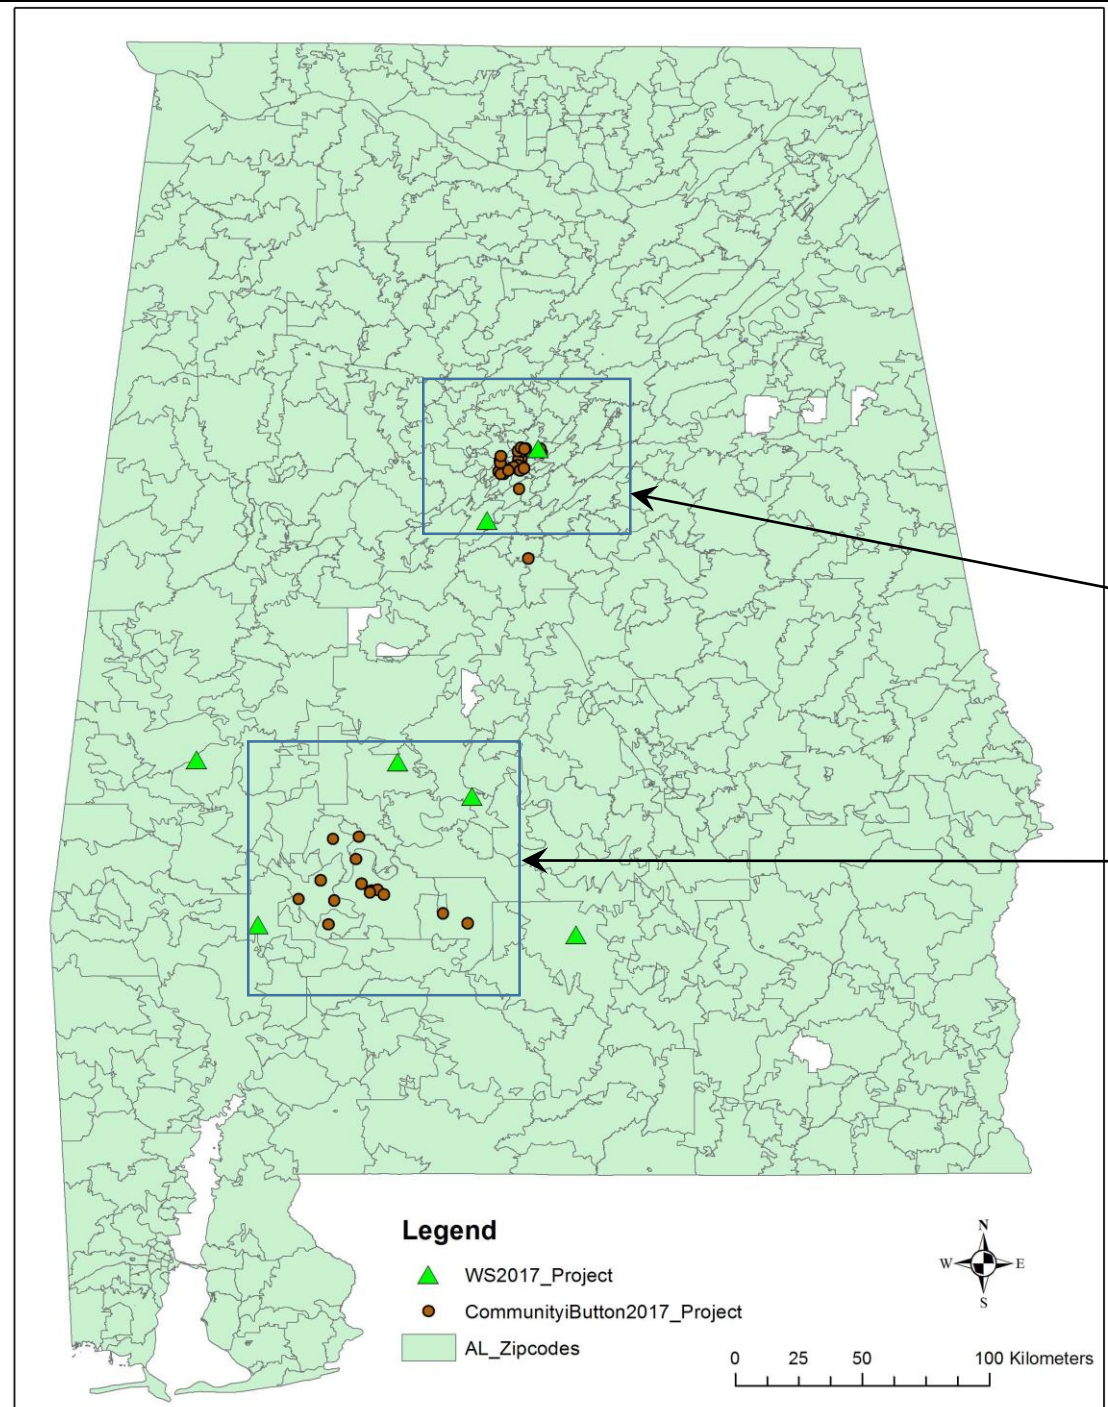 Legend
WS2017_Project
CommunityiButton2017_Project
AL_Zipcodes
N
W E
S
0 25 50 100 Kilometers